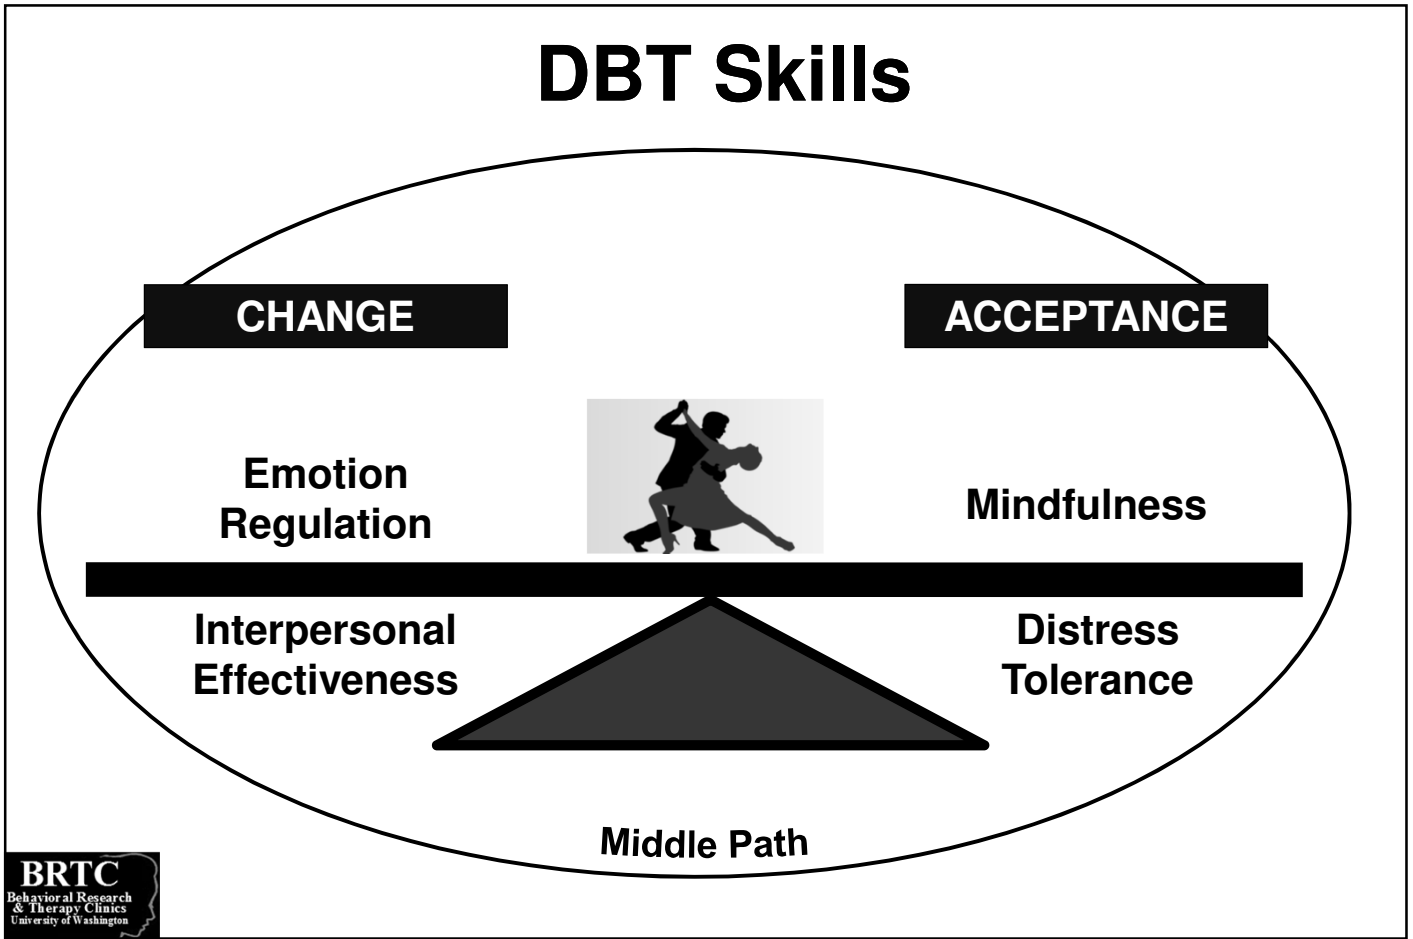 DBT Skills
CHANGE
ACCEPTANCE
Emotion
Regulation
Mindfulness
Interpersonal
Effectiveness
Distress
Tolerance
Middle Path
BRTC
Behavioral Research
& Therapy Clinics
University of Washington